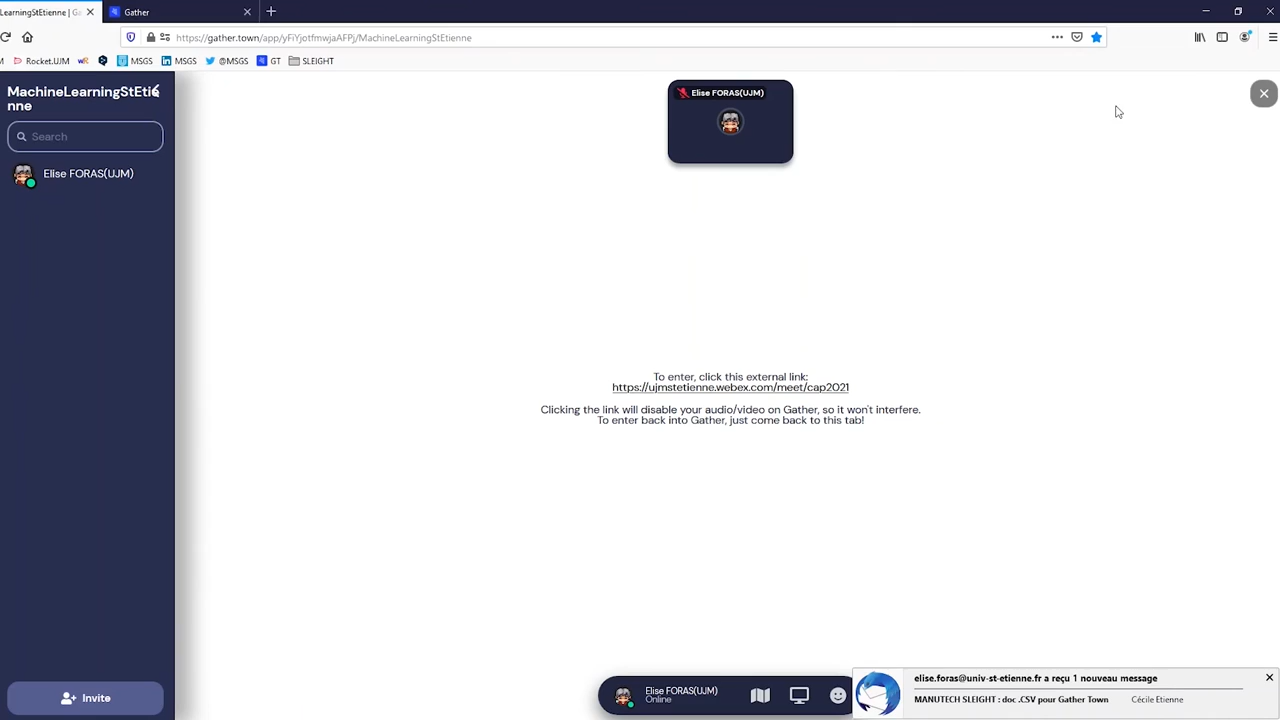 LearningStEtienne | Ga
Gather
https://gather.town/app/yFiYjotfmwjaAFPj/MachineLearningStEtienne
Rocket.UJM
MSGS
MSGS
@MSGS
GT
SLEIGHT
MachineLearningStEtie
nne
Search
Elise FORAS(UJM)
Elise FORAS(UJM)
To enter, click this external link:
https://ujmstetienne.webex.com/meet/cap2021
Clicking the link will disable your audio/video on Gather, so it won't interfere.
To enter back into Gather, just come back to this tab!
Invite
Elise FORAS(UJM)
Online
elise.foras@univ-st-etienne.fr a reçu 1 nouveau message
MANUTECH SLEIGHT : doc .CSV pour Gather Town Cécile Etienne